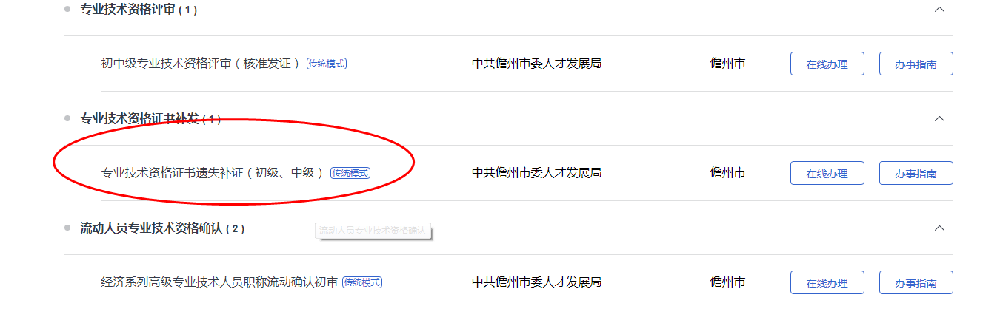 专业技术资格评审 ( 1 )
初中级专业技术资格评审（核准发证） 传统模式 中共儋州市委人才发展局 儋州市 在线办理 办事指南
专业技术资格证书补发 ( 1 )
专业技术资格证书遗失补证（初级、中级） 传统模式 中共儋州市委人才发展局 儋州市 在线办理 办事指南
流动人员专业技术资格确认 ( 2 ) 流动人员专业技术资格确认
经济系列高级专业技术人员职称流动确认初审 传统模式 中共儋州市委人才发展局 儋州市 在线办理 办事指南